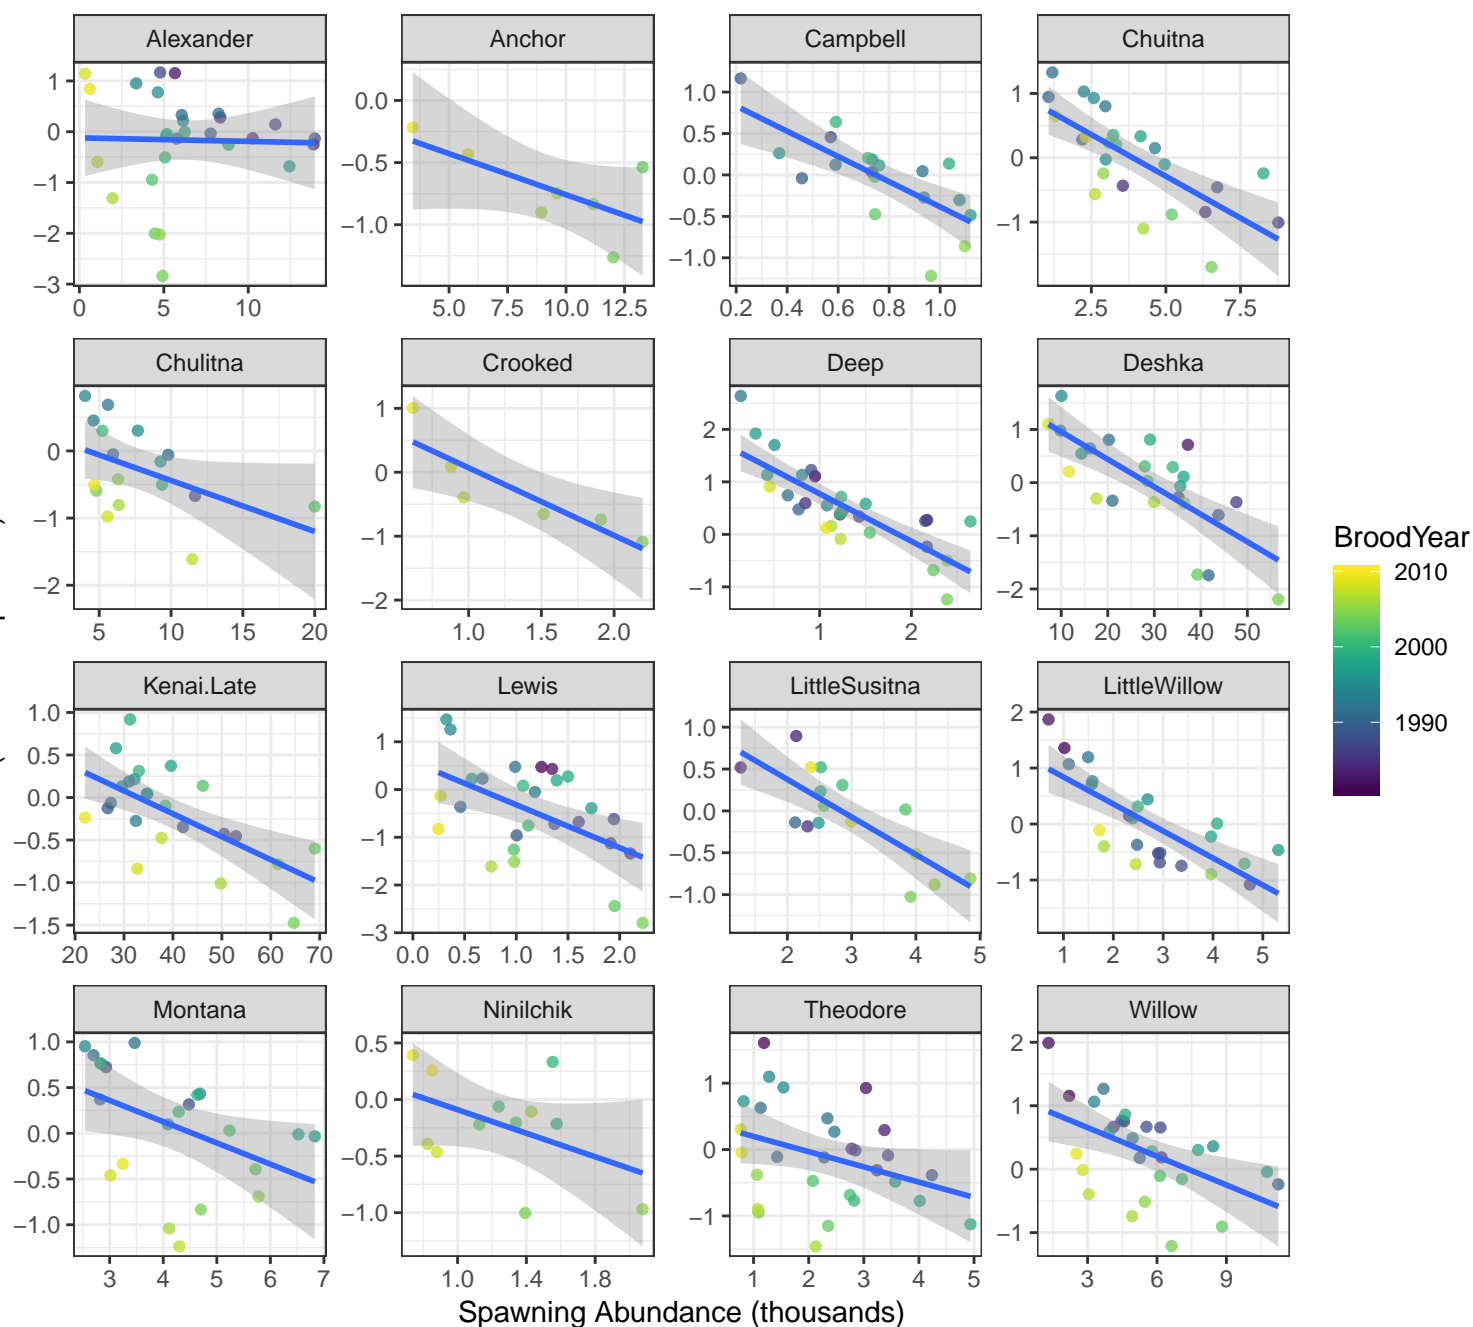 Alexander Anchor Campbell Chuitna
1 0 −1 −2 −3
0.0 −0.5 −1.0
1.0 0.5 0.0 −0.5 −1.0
1 0 −1
0 5 10
5.0 7.5 10.0 12.5
0.2 0.4 0.6 0.8 1.0
2.5 5.0 7.5
Chulitna Crooked Deep Deshka
0 −1 −2
1 0 −1 −2
2 1 0 −1
1 0 −1 −2
5 10 15 20
1.0 1.5 2.0
1 2
10 20 30 40 50
BroodYear
2010
2000
1990
Kenai.Late Lewis LittleSusitna LittleWillow
1.0 0.5 0.0 −0.5 −1.0 −1.5
1 0 −1 −2 −3
1.0 0.5 0.0 −0.5 −1.0
2 1 0 −1
20 30 40 50 60 70
0.0 0.5 1.0 1.5 2.0
2 3 4 5
1 2 3 4 5
Montana Ninilchik Theodore Willow
1.0 0.5 0.0 −0.5 −1.0
0.5 0.0 −0.5 −1.0
1 0 −1
2 1 0 −1
3 4 5 6 7
1.0 1.4 1.8
1 2 3 4 5
3 6 9
Spawning Abundance (thousands)